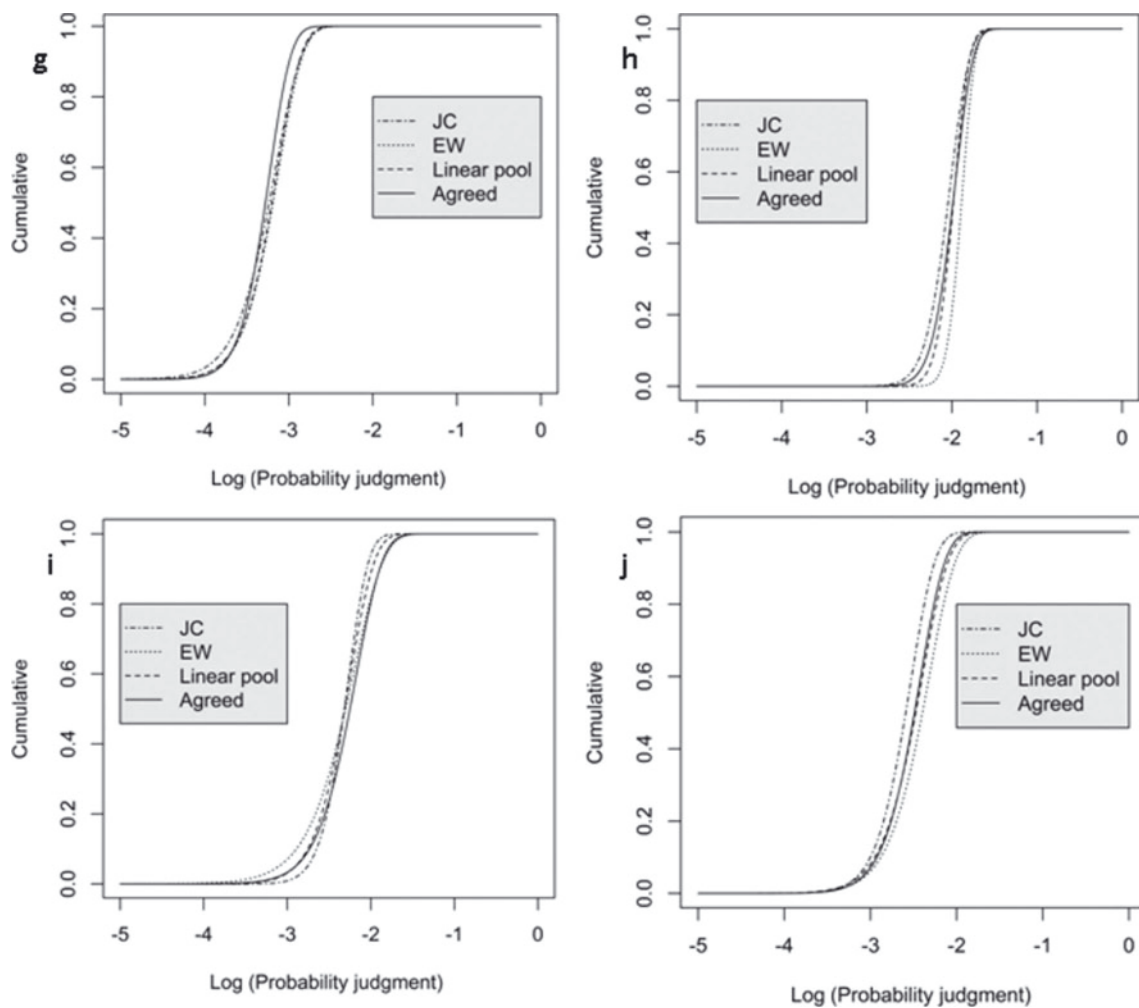 g
1.0
0.8
0.6
0.4
0.2
0.0
Cumulative
JC
EW
Linear pool
Agreed
-5 -4 -3 -2 -1 0
Log (Probability judgment)
h
1.0
0.8
0.6
0.4
0.2
0.0
Cumulative
JC
EW
Linear pool
Agreed
-5 -4 -3 -2 -1 0
Log (Probability judgment)
i
1.0
0.8
0.6
0.4
0.2
0.0
Cumulative
JC
EW
Linear pool
Agreed
-5 -4 -3 -2 -1 0
Log (Probability judgment)
j
1.0
0.8
0.6
0.4
0.2
0.0
Cumulative
JC
EW
Linear pool
Agreed
-5 -4 -3 -2 -1 0
Log (Probability judgment)